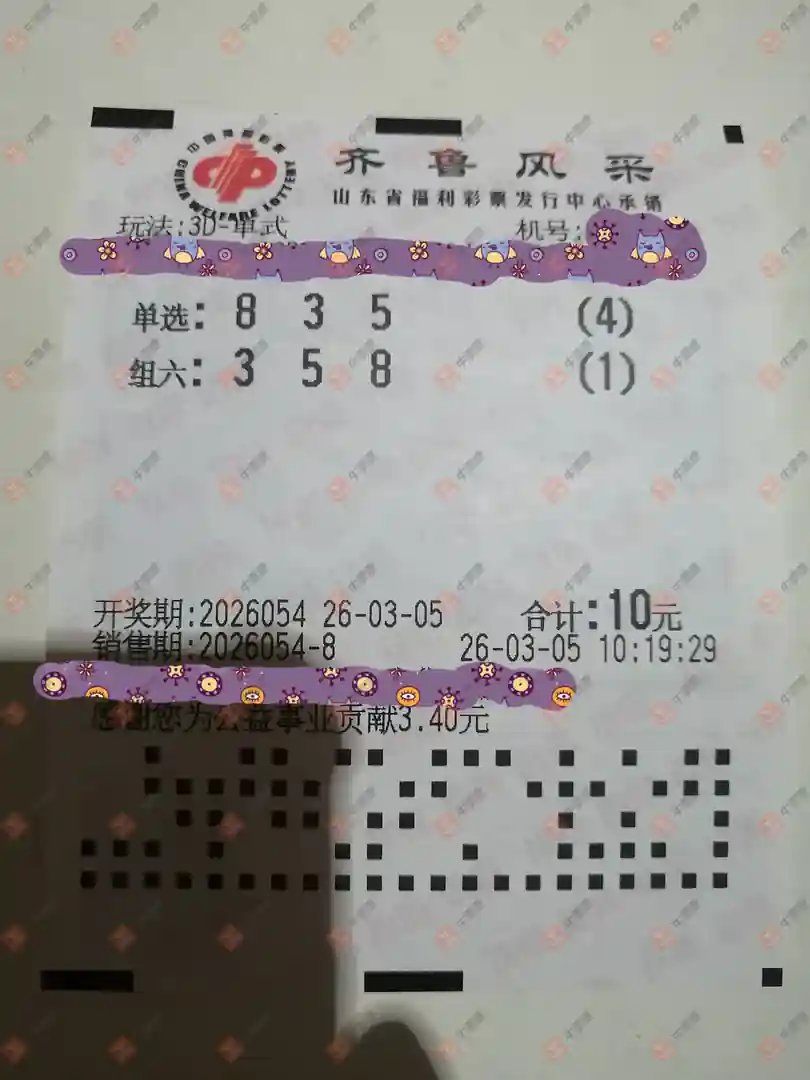 中国福利彩票
CHINA WELFARE LOTTERY
齐鲁风采
山东省福利彩票发行中心承销
玩法:3D-单式 机号:
单选: 8 3 5 (4)
组六: 3 5 8 (1)
开奖期:2026054 26-03-05 合计:10元
销售期:2026054-8 26-03-05 10:19:29
感谢您为公益事业贡献3.40元